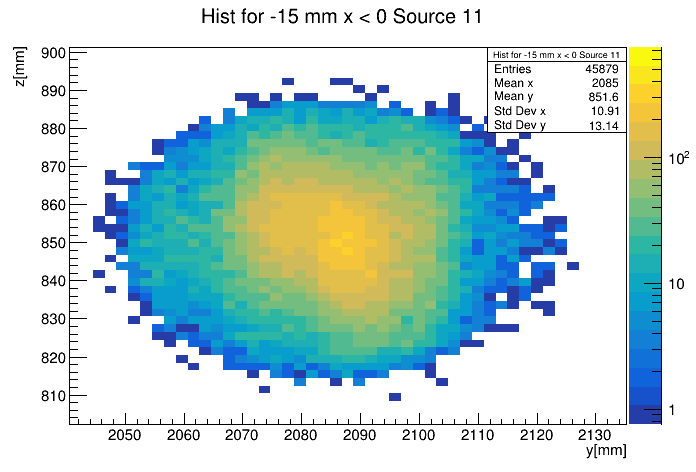 Hist for -15 mm x < 0 Source 11
z[mm]
900
890
880
870
860
850
840
830
820
810
2050 2060 2070 2080 2090 2100 2110 2120 2130
y[mm]
Hist for -15 mm x < 0 Source 11
Entries 45879
Mean x 2085
Mean y 851.6
Std Dev x 10.91
Std Dev y 13.14
10²
10
1